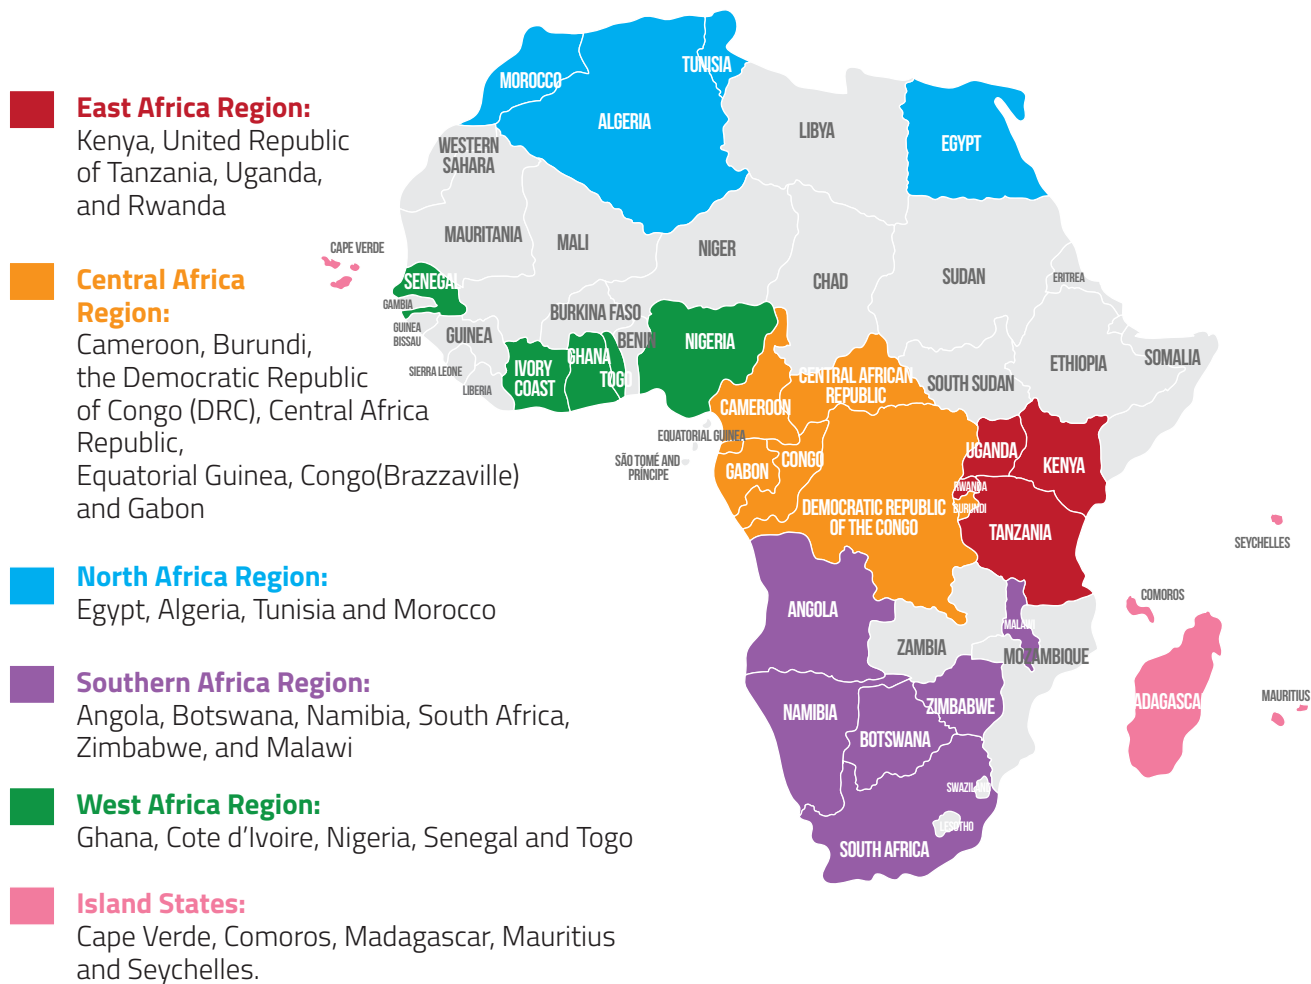 East Africa Region:
Kenya, United Republic
of Tanzania, Uganda,
and Rwanda
Central Africa
Region:
Cameroon, Burundi,
the Democratic Republic
of Congo (DRC), Central Africa
Republic,
Equatorial Guinea, Congo(Brazzaville)
and Gabon
North Africa Region:
Egypt, Algeria, Tunisia and Morocco
Southern Africa Region:
Angola, Botswana, Namibia, South Africa,
Zimbabwe, and Malawi
West Africa Region:
Ghana, Cote d’Ivoire, Nigeria, Senegal and Togo
Island States:
Cape Verde, Comoros, Madagascar, Mauritius
and Seychelles.
MOROCCO
TUNISIA
ALGERIA
LIBYA
EGYPT
WESTERN
SAHARA
MAURITANIA
MALI
NIGER
CHAD
SUDAN
ERITREA
CAPE VERDE
SENEGAL
GAMBIA
GUINEA
BISSAU
GUINEA
SIERRA LEONE
LIBERIA
BURKINA FASO
IVORY
COAST
GHANA
TOGO
BENIN
NIGERIA
CAMEROON
CENTRAL AFRICAN
REPUBLIC
SOUTH SUDAN
ETHIOPIA
SOMALIA
EQUATORIAL GUINEA
SÃO TOMÉ AND
PRÍNCIPE
GABON
CONGO
DEMOCRATIC REPUBLIC
OF THE CONGO
UGANDA
KENYA
RWANDA
BURUNDI
TANZANIA
SEYCHELLES
COMOROS
ANGOLA
ZAMBIA
MALAWI
MOZAMBIQUE
NAMIBIA
ZIMBABWE
BOTSWANA
ADAGASCA
MAURITIUS
SWAZILAND
LESOTHO
SOUTH AFRICA